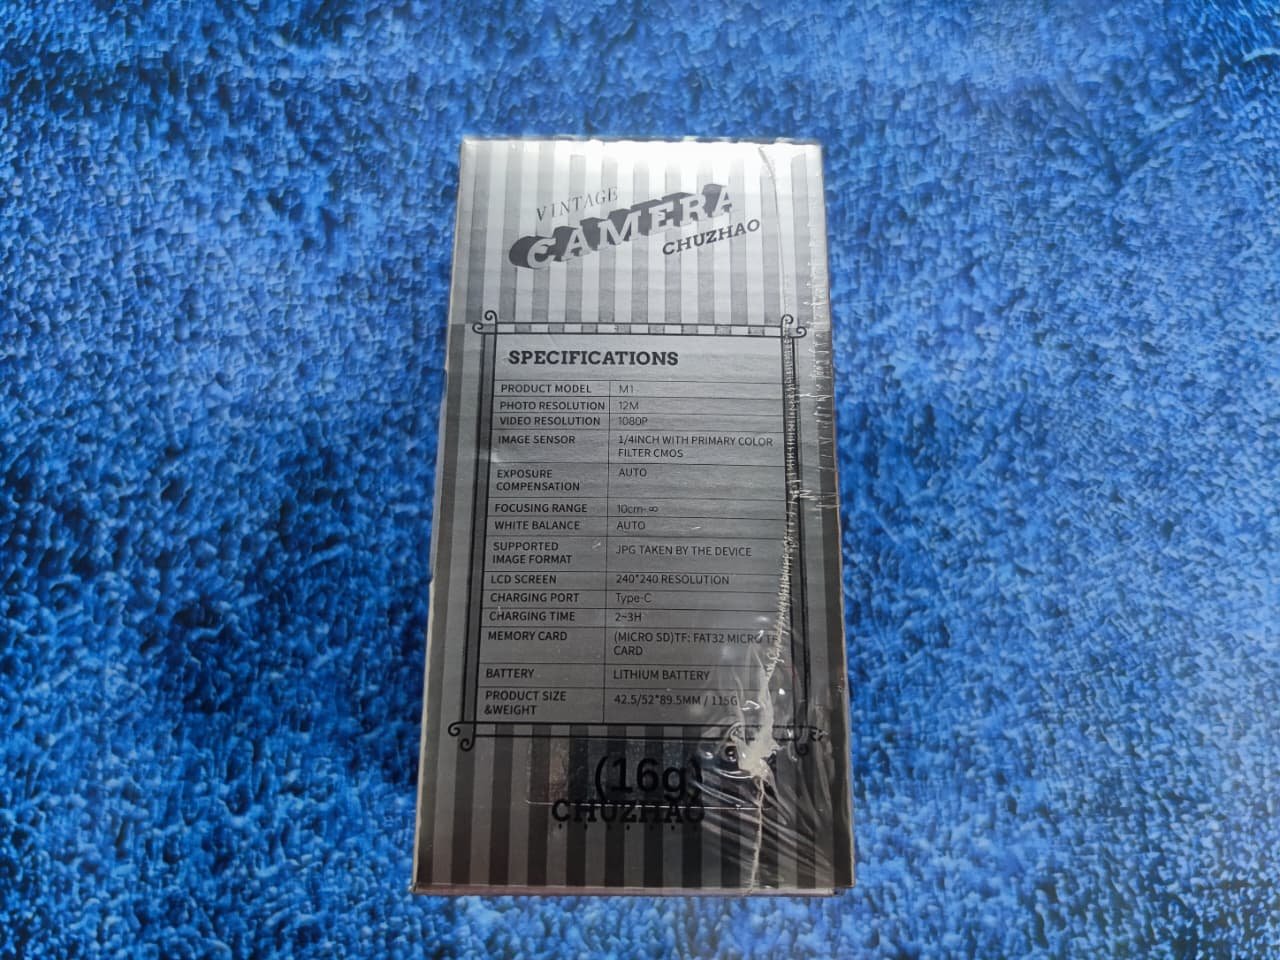 VINTAGE
CAMERA
CHUZHAO
SPECIFICATIONS
PRODUCT MODEL M1
PHOTO RESOLUTION 12M
VIDEO RESOLUTION 1080P
IMAGE SENSOR 1/4INCH WITH PRIMARY COLOR
FILTER CMOS
EXPOSURE AUTO
COMPENSATION
FOCUSING RANGE 10cm-∞
WHITE BALANCE AUTO
SUPPORTED
IMAGE FORMAT JPG TAKEN BY THE DEVICE
LCD SCREEN 240*240 RESOLUTION
CHARGING PORT Type-C
CHARGING TIME 2~3H
MEMORY CARD (MICRO SD)TF: FAT32 MICRO TF
CARD
BATTERY LITHIUM BATTERY
PRODUCT SIZE 42.5/52*89.5MM / 115G
&WEIGHT
(16g)
CHUZHAO